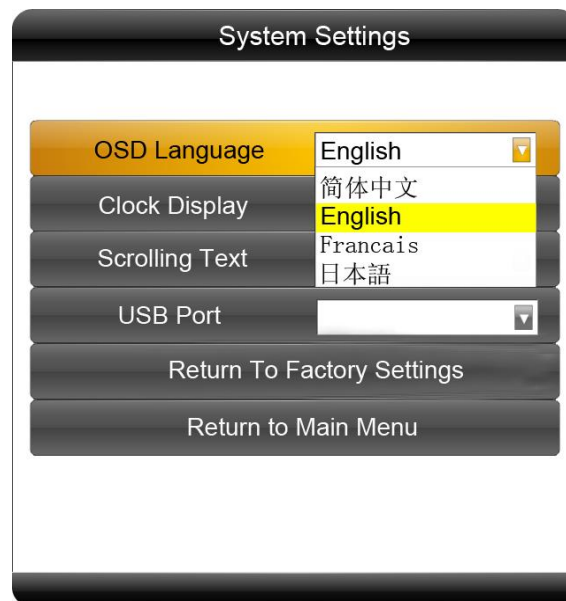 System Settings
OSD Language
English
简体中文
Clock Display
English
Scrolling Text
Francais
日本語
USB Port
Return To Factory Settings
Return to Main Menu